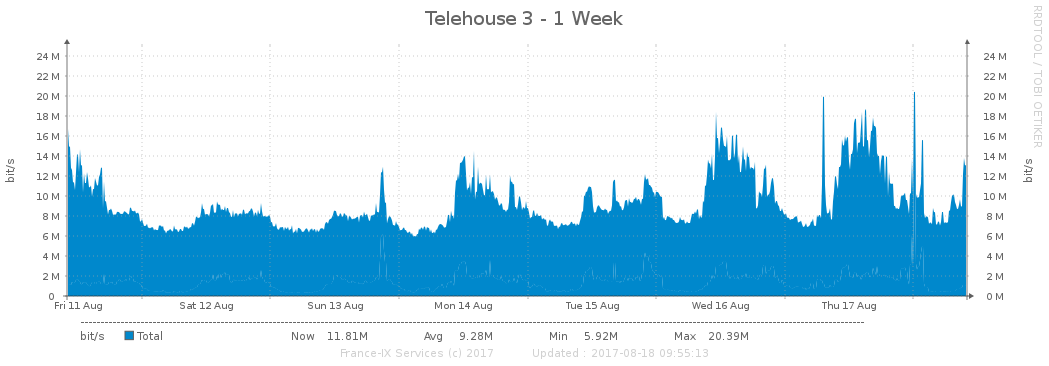 Telehouse 3 - 1 Week
RRDTOOL / TOBI OETIKER
bit/s
24 M
22 M
20 M
18 M
16 M
14 M
12 M
10 M
8 M
6 M
4 M
2 M
0
24 M
22 M
20 M
18 M
16 M
14 M
12 M
10 M
8 M
6 M
4 M
2 M
0 M
bit/s
Fri 11 Aug Sat 12 Aug Sun 13 Aug Mon 14 Aug Tue 15 Aug Wed 16 Aug Thu 17 Aug
bit/s Total Now 11.81M Avg 9.28M Min 5.92M Max 20.39M
France-IX Services (c) 2017 Updated : 2017-08-18 09:55:13